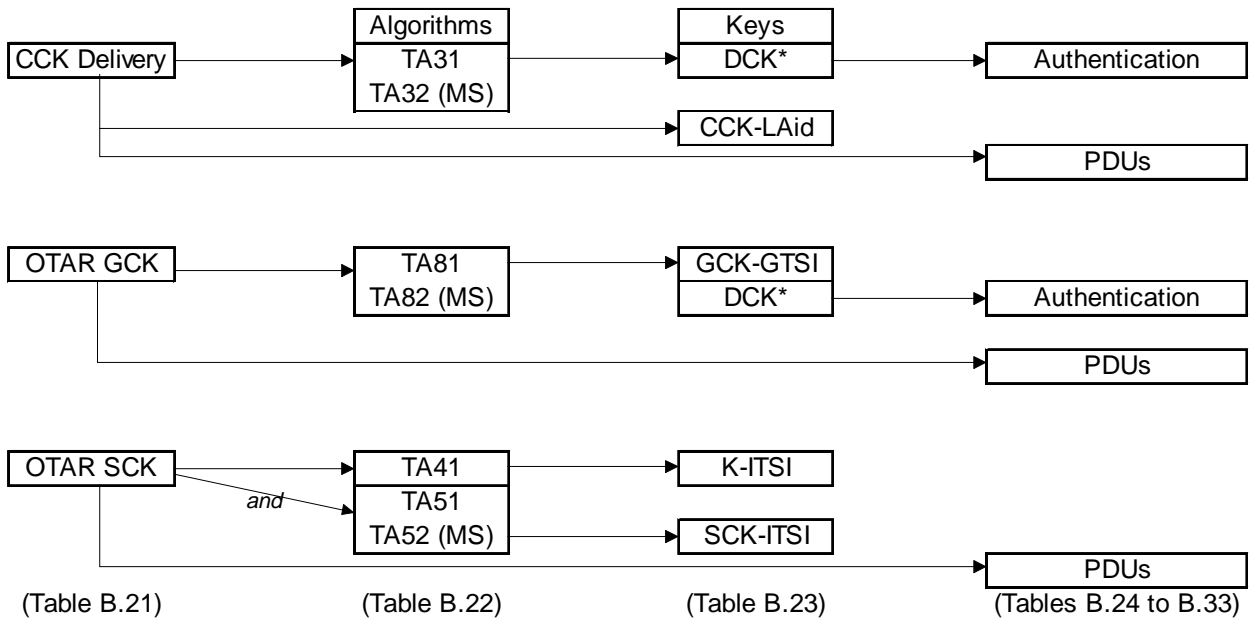 Algorithms
Keys
CCK Delivery
TA31
TA32 (MS)
DCK*
Authentication
CCK-LAid
PDUs
OTAR GCK
TA81
TA82 (MS)
GCK-GTSI
DCK*
Authentication
PDUs
OTAR SCK
and
TA41
TA51
TA52 (MS)
K-ITSI
SCK-ITSI
PDUs
(Table B.21)
(Table B.22)
(Table B.23)
(Tables B.24 to B.33)